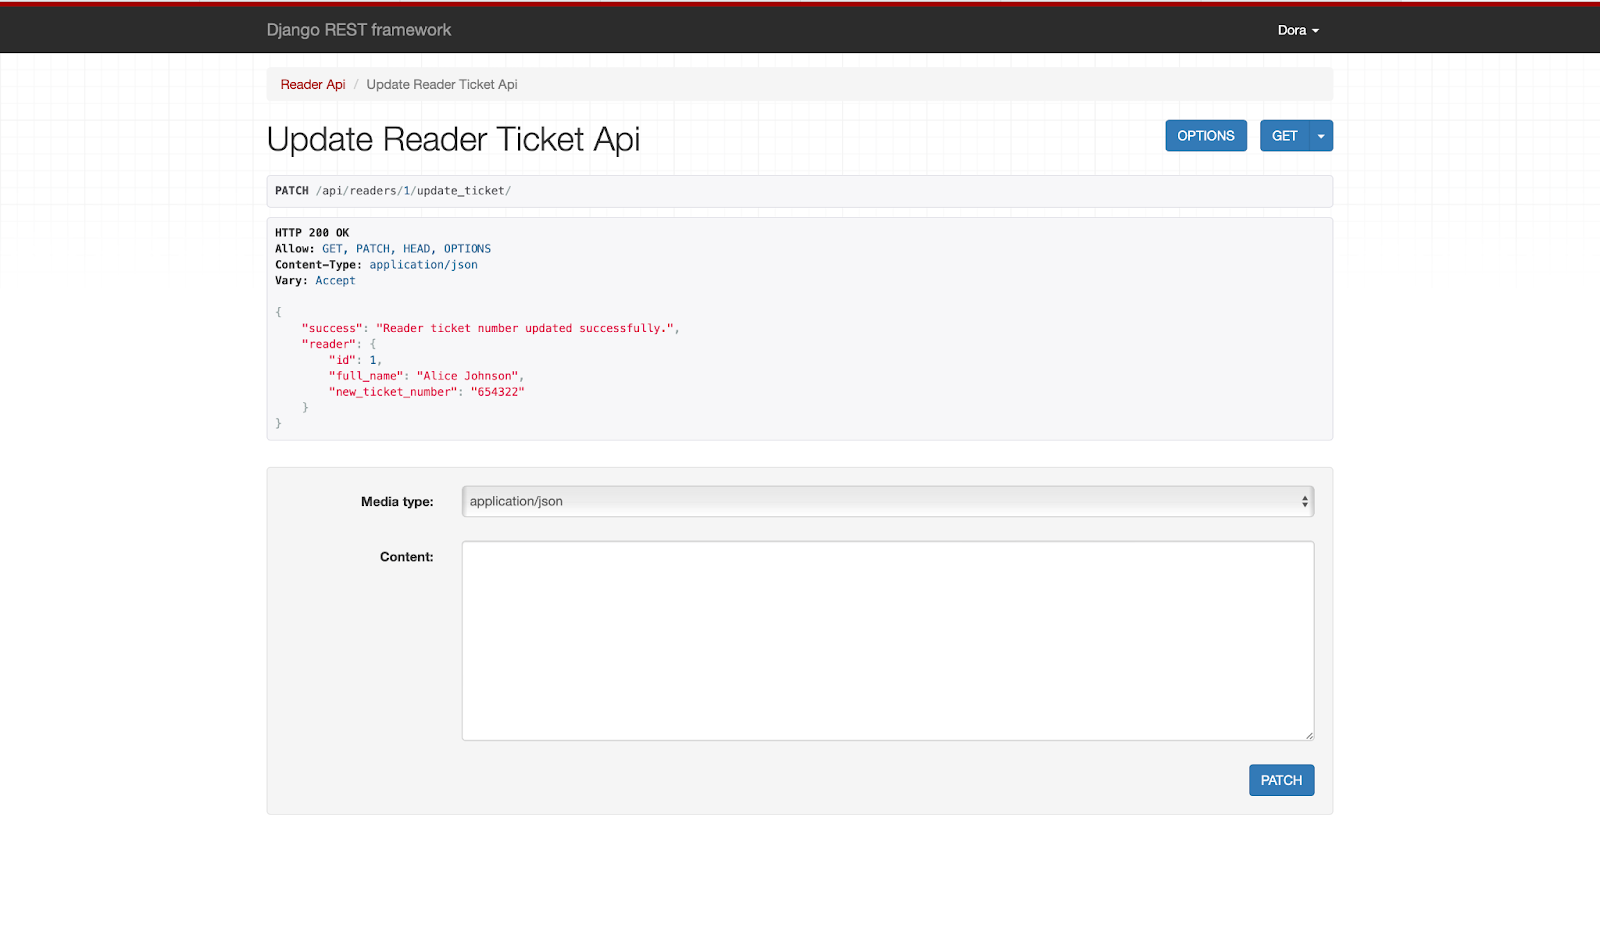 Django REST framework
Dora
Reader Api / Update Reader Ticket Api
Update Reader Ticket Api
OPTIONS
GET
PATCH /api/readers/1/update_ticket/
HTTP 200 OK
Allow: GET, PATCH, HEAD, OPTIONS
Content-Type: application/json
Vary: Accept
{
    "success": "Reader ticket number updated successfully.",
    "reader": {
        "id": 1,
        "full_name": "Alice Johnson",
        "new_ticket_number": "654322"
    }
}
Media type:
application/json
Content:
PATCH